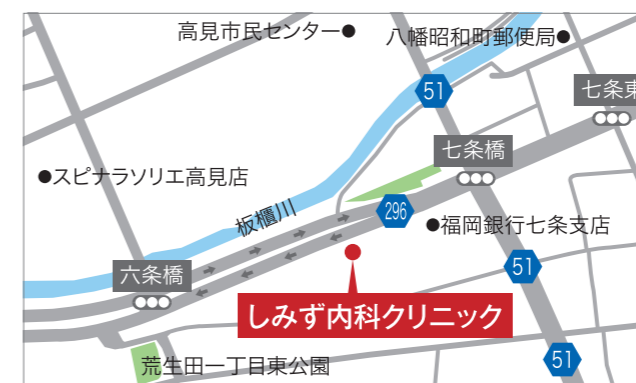 高見市民センター●
八幡昭和町郵便局●
51
七条東
七条橋
●スピナラソリエ高見店
296
板櫃川
●福岡銀行七条支店
六条橋
51
しみず内科クリニック
荒生田一丁目東公園
51